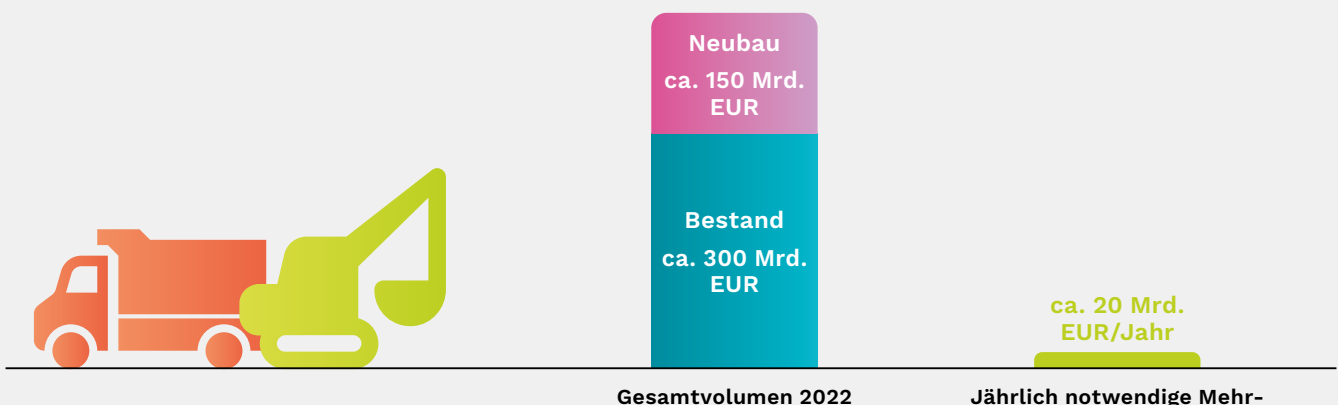 Neubau
ca. 150 Mrd.
EUR
Bestand
ca. 300 Mrd.
EUR
ca. 20 Mrd.
EUR/Jahr
Gesamtvolumen 2022
Jährlich notwendige Mehr-